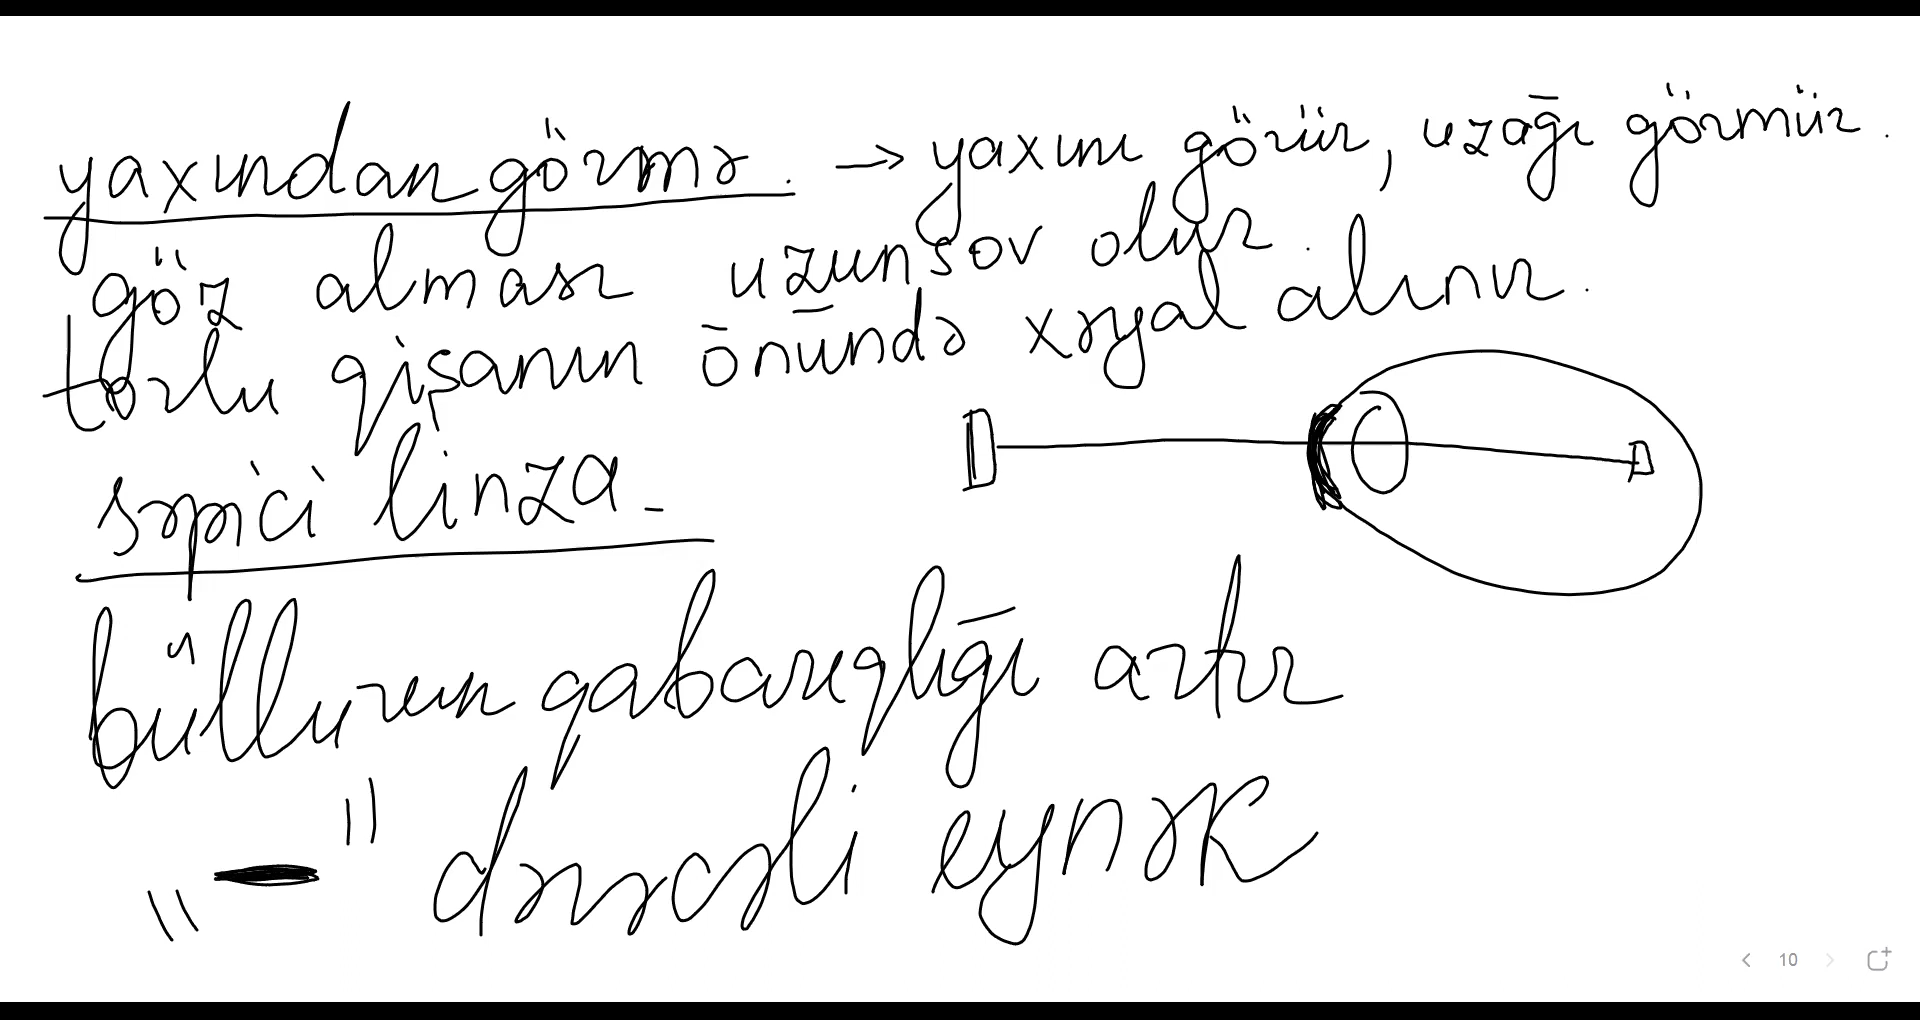 yaxından görmə. → yaxını görür, uzağı görmür.
göz alması uzunsov olur.
torlu qişanın önündə xəyal alınır.
səpici linza.
büllurun qabarıqlığı artır
"−" dərəcəli eynək
10